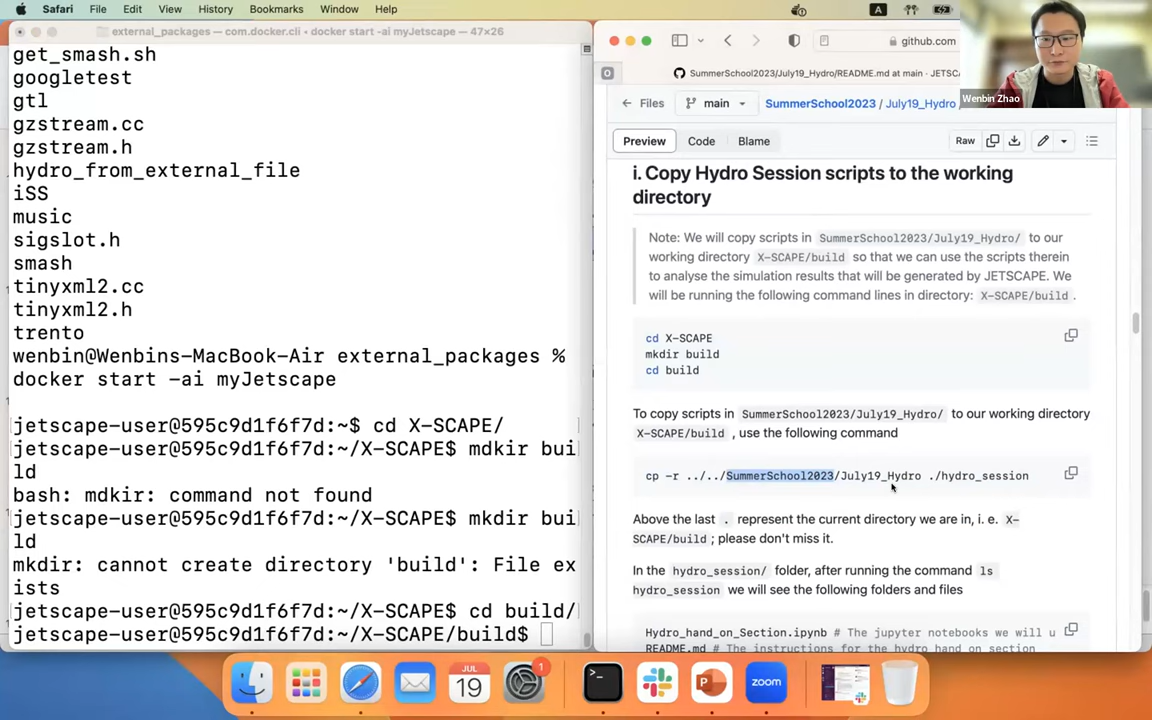 Safari File Edit View History Bookmarks Window Help
A
external_packages — com.docker.cli • docker start -ai myJetscape — 47×26
get_smash.sh
googletest
gtl
gzstream.cc
gzstream.h
hydro_from_external_file
iSS
music
sigslot.h
smash
tinyxml2.cc
tinyxml2.h
trento
wenbin@Wenbins-MacBook-Air external_packages %
docker start -ai myJetscape
jetscape-user@595c9d1f6f7d:~$ cd X-SCAPE/
jetscape-user@595c9d1f6f7d:~/X-SCAPE$ mdkir bui
ld
bash: mdkir: command not found
jetscape-user@595c9d1f6f7d:~/X-SCAPE$ mkdir bui
ld
mkdir: cannot create directory 'build': File ex
ists
jetscape-user@595c9d1f6f7d:~/X-SCAPE$ cd build/
jetscape-user@595c9d1f6f7d:~/X-SCAPE/build$
github.com
SummerSchool2023/July19_Hydro/README.md at main · JETSCA
Wenbin Zhao
Files
main
SummerSchool2023 / July19_Hydro
Preview
Code
Blame
Raw
i. Copy Hydro Session scripts to the working
directory
Note: We will copy scripts in SummerSchool2023/July19_Hydro/ to our
working directory X-SCAPE/build so that we can use the scripts therein
to analyse the simulation results that will be generated by JETSCAPE. We
will be running the following command lines in directory: X-SCAPE/build .
cd X-SCAPE
mkdir build
cd build
To copy scripts in SummerSchool2023/July19_Hydro/ to our working directory
X-SCAPE/build , use the following command
cp -r ../../SummerSchool2023/July19_Hydro ./hydro_session
Above the last . represent the current directory we are in, i. e. X-
SCAPE/build ; please don't miss it.
In the hydro_session/ folder, after running the command ls
hydro_session we will see the following folders and files
Hydro_hand_on_Section.ipynb # The jupyter notebooks we will u
README.md # The instructions for the hydro hand on section
JUL
19
1
zoom